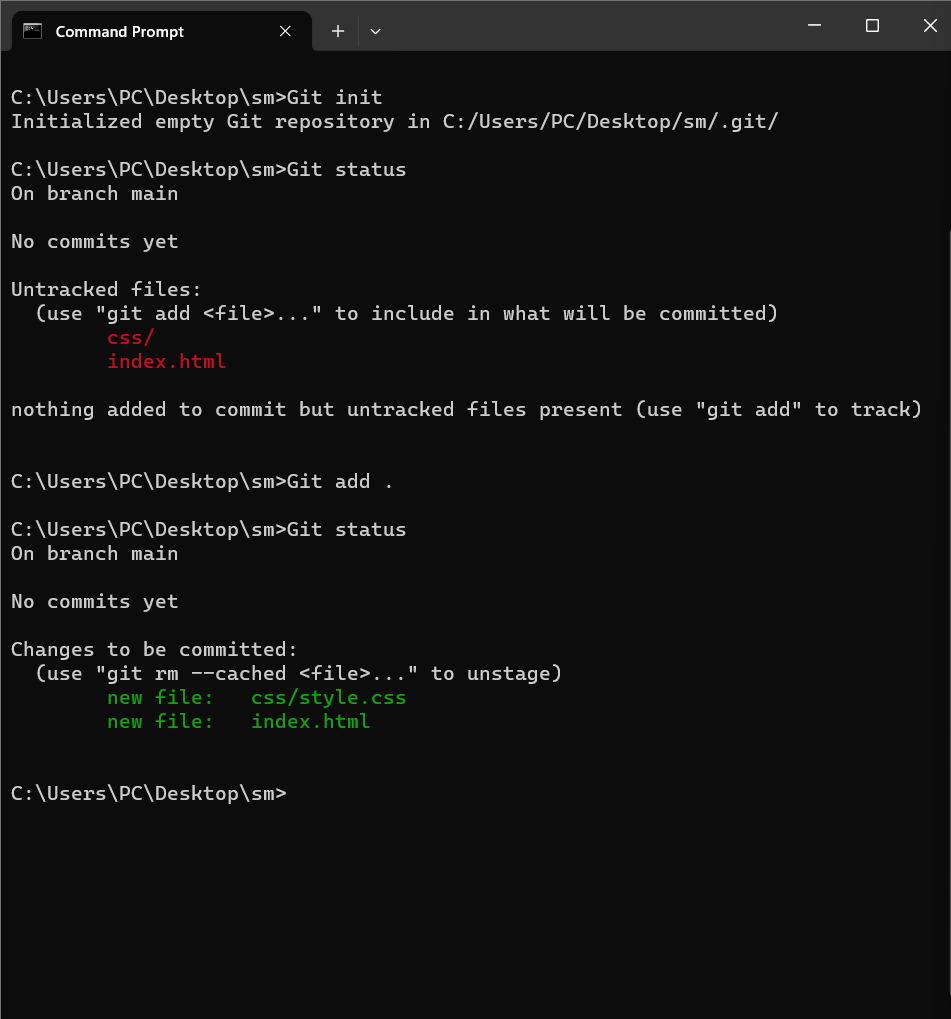 Command Prompt
C:\Users\PC\Desktop\sm>Git init
Initialized empty Git repository in C:/Users/PC/Desktop/sm/.git/
C:\Users\PC\Desktop\sm>Git status
On branch main
No commits yet
Untracked files:
  (use "git add <file>..." to include in what will be committed)
        css/
        index.html
nothing added to commit but untracked files present (use "git add" to track)
C:\Users\PC\Desktop\sm>Git add .
C:\Users\PC\Desktop\sm>Git status
On branch main
No commits yet
Changes to be committed:
  (use "git rm --cached <file>..." to unstage)
        new file:   css/style.css
        new file:   index.html
C:\Users\PC\Desktop\sm>